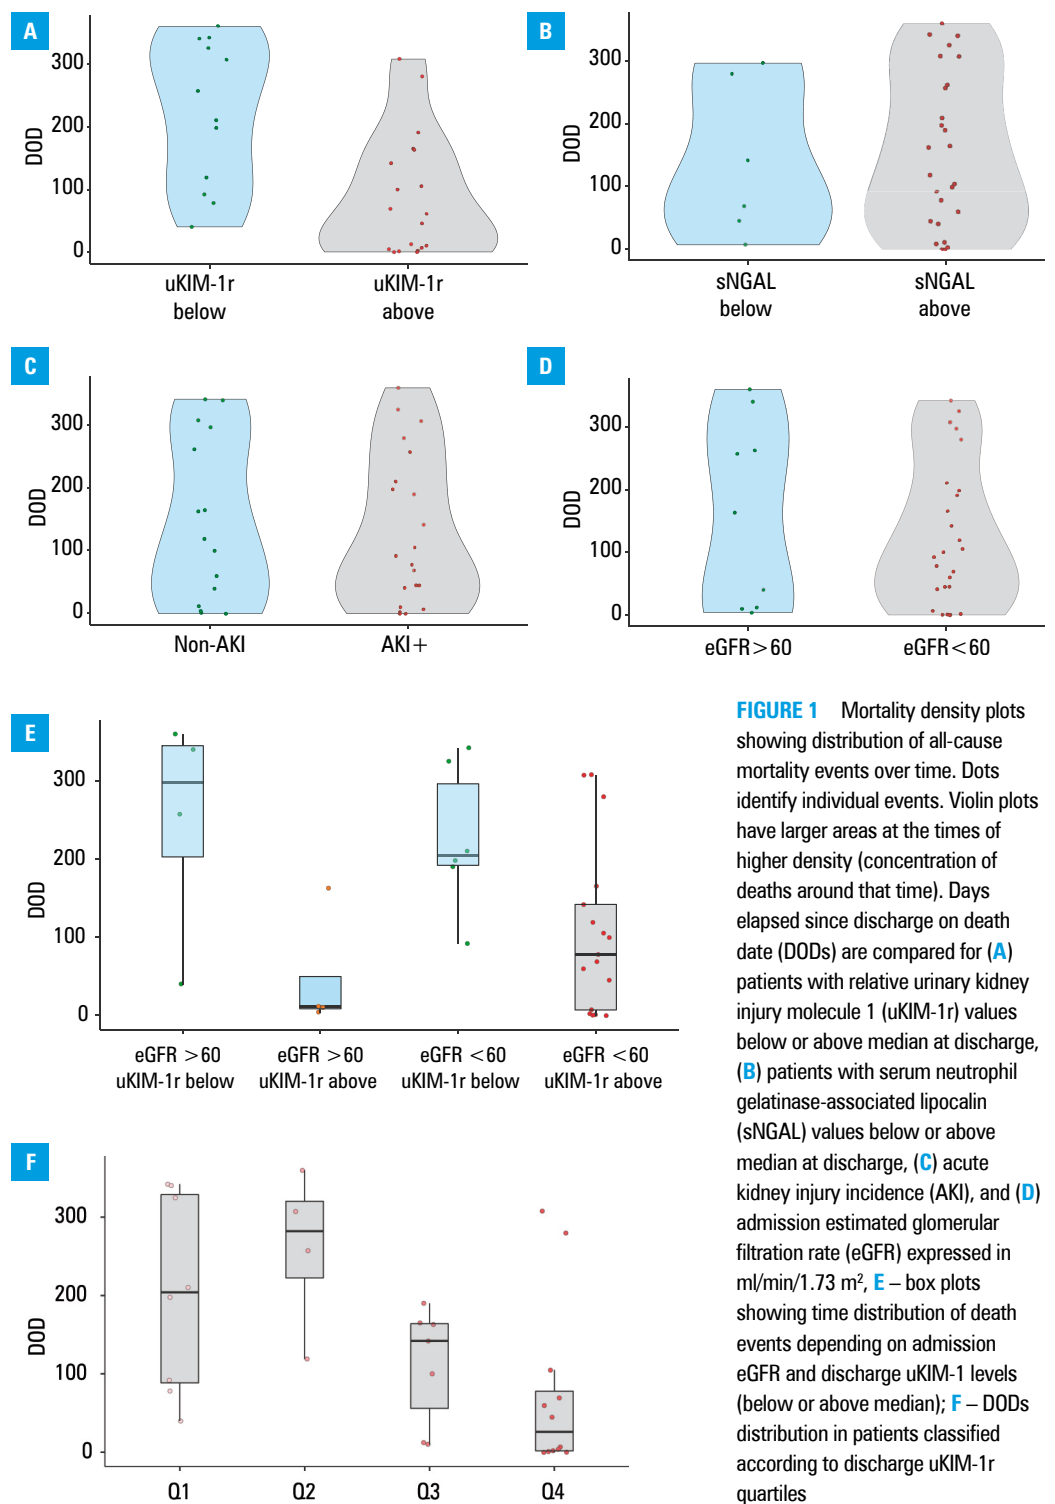 A
300
200
100
0
DOD
uKIM-1r
below
uKIM-1r
above
B
300
200
100
0
DOD
sNGAL
below
sNGAL
above
C
300
200
100
0
DOD
Non-AKI
AKI+
D
300
200
100
0
DOD
eGFR>60
eGFR<60
E
300
200
100
0
DOD
eGFR >60
uKIM-1r below
eGFR >60
uKIM-1r above
eGFR <60
uKIM-1r below
eGFR <60
uKIM-1r above
F
300
200
100
0
DOD
Q1
Q2
Q3
Q4
FIGURE 1 Mortality density plots
showing distribution of all-cause
mortality events over time. Dots
identify individual events. Violin plots
have larger areas at the times of
higher density (concentration of
deaths around that time). Days
elapsed since discharge on death
date (DODs) are compared for (A)
patients with relative urinary kidney
injury molecule 1 (uKIM-1r) values
below or above median at discharge,
(B) patients with serum neutrophil
gelatinase-associated lipocalin
(sNGAL) values below or above
median at discharge, (C) acute
kidney injury incidence (AKI), and (D)
admission estimated glomerular
filtration rate (eGFR) expressed in
ml/min/1.73 m², E – box plots
showing time distribution of death
events depending on admission
eGFR and discharge uKIM-1 levels
(below or above median); F – DODs
distribution in patients classified
according to discharge uKIM-1r
quartiles